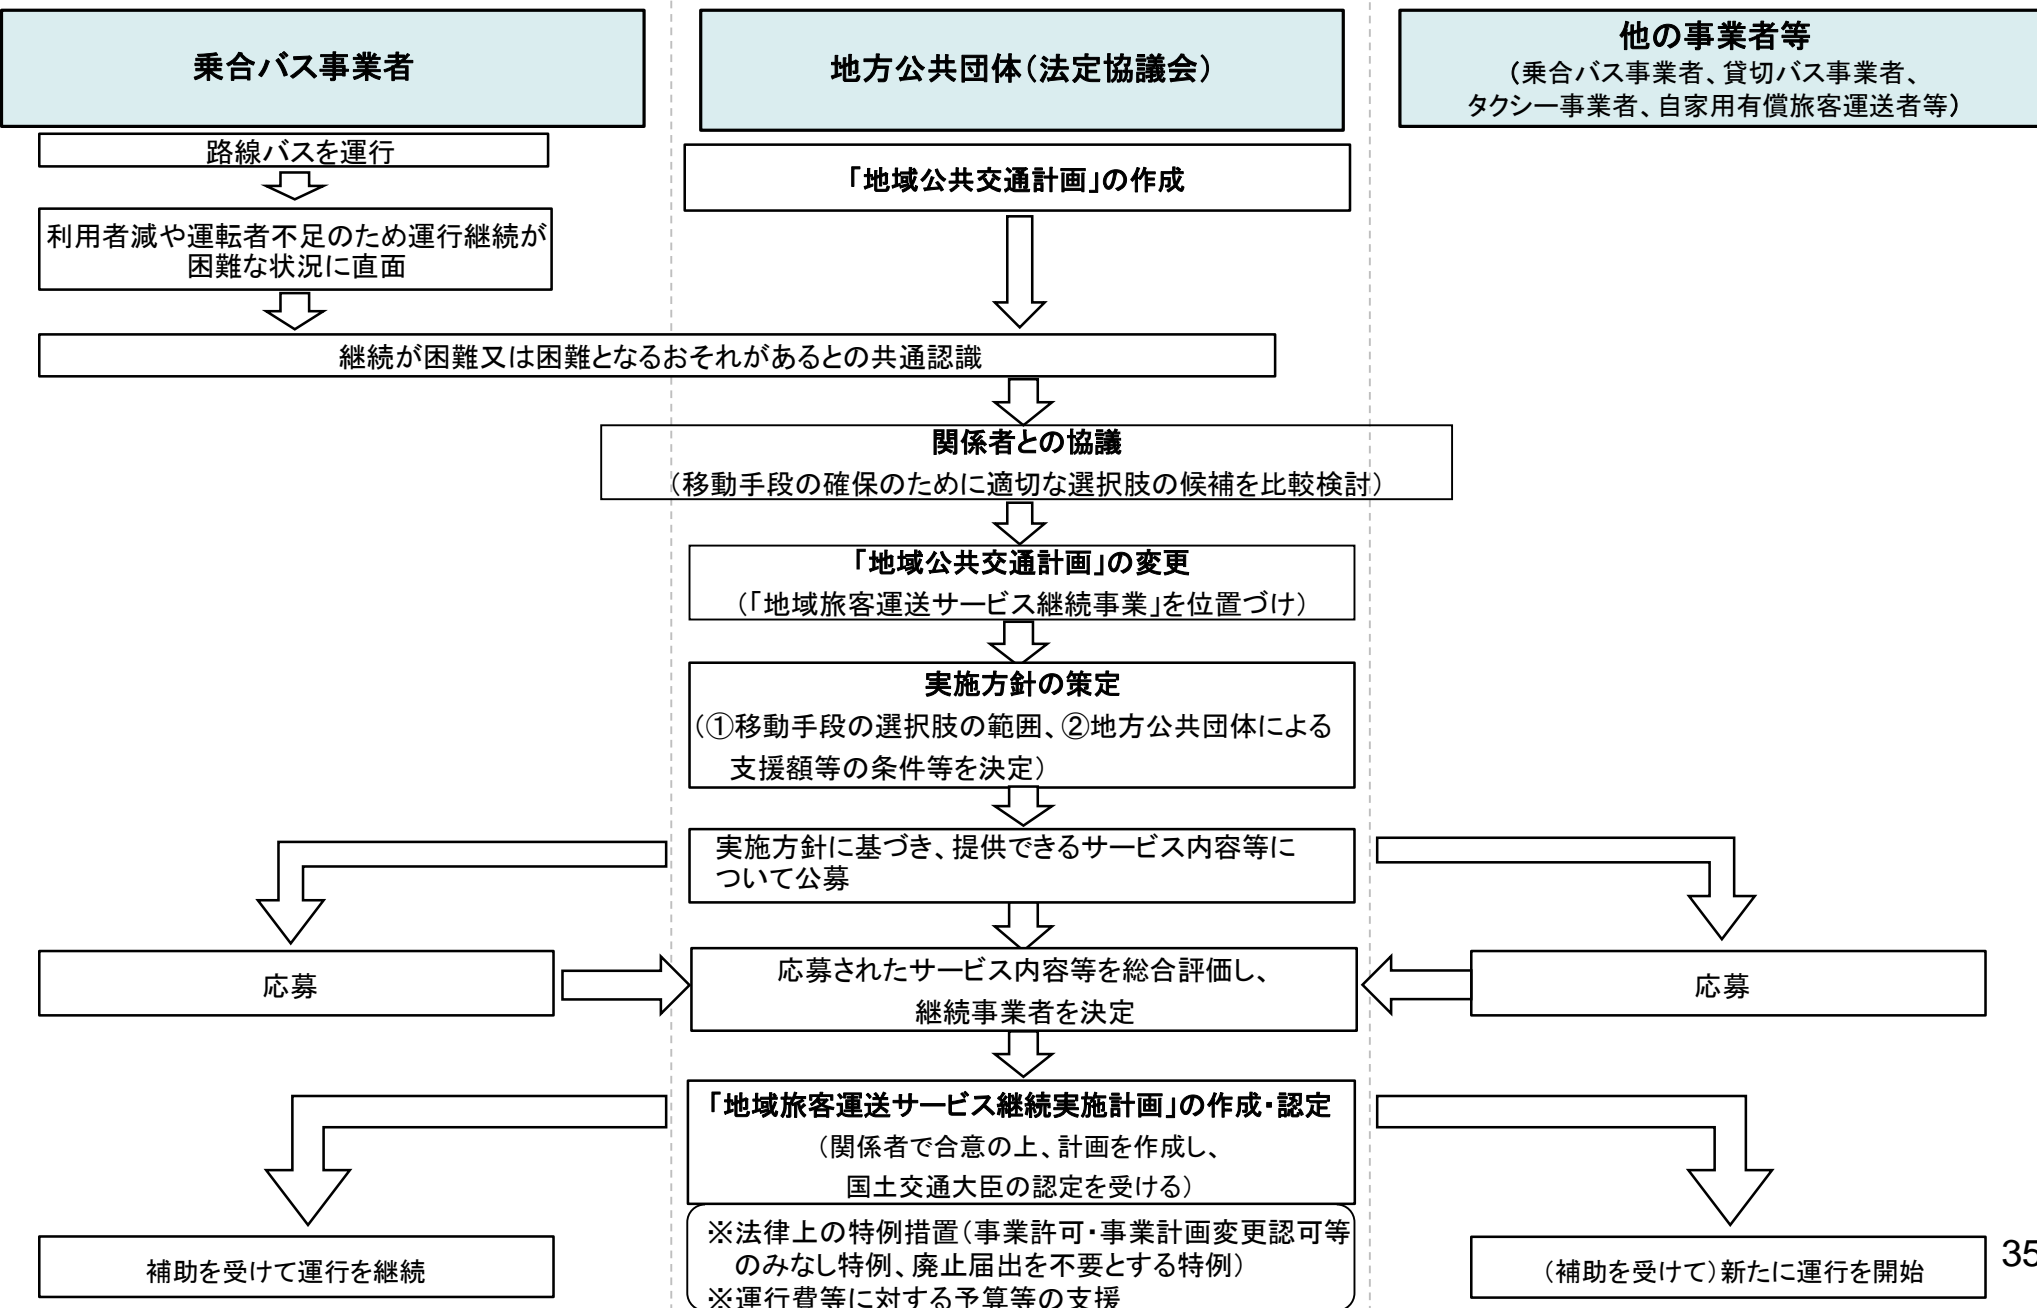 乗合バス事業者
地方公共団体（法定協議会）
他の事業者等
（乗合バス事業者、貸切バス事業者、
タクシー事業者、自家用有償旅客運送者等）
路線バスを運行
「地域公共交通計画」の作成
利用者減や運転者不足のため運行継続が
困難な状況に直面
継続が困難又は困難となるおそれがあるとの共通認識
関係者との協議
（移動手段の確保のために適切な選択肢の候補を比較検討）
「地域公共交通計画」の変更
（「地域旅客運送サービス継続事業」を位置づけ）
実施方針の策定
（①移動手段の選択肢の範囲、②地方公共団体による
支援額等の条件等を決定）
実施方針に基づき、提供できるサービス内容等に
ついて公募
応募
応募されたサービス内容等を総合評価し、
継続事業者を決定
応募
「地域旅客運送サービス継続実施計画」の作成・認定
（関係者で合意の上、計画を作成し、
国土交通大臣の認定を受ける）
※法律上の特例措置（事業許可・事業計画変更認可等
のみなし特例、廃止届出を不要とする特例）
※運行費等に対する予算等の支援
補助を受けて運行を継続
（補助を受けて）新たに運行を開始
35